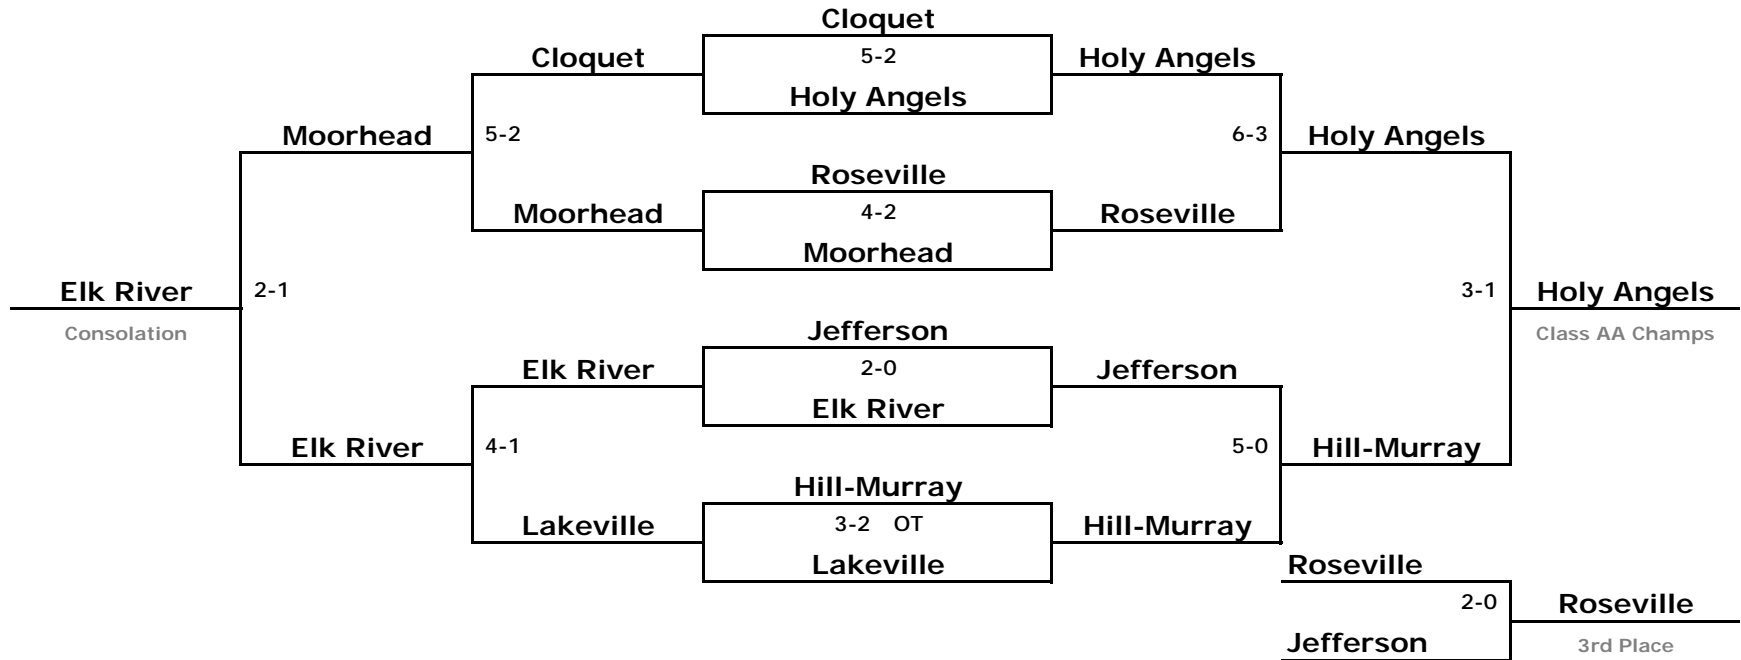 Cloquet
Cloquet 5-2 Holy Angels
Holy Angels
Moorhead 5-2 6-3 Holy Angels
Roseville
Moorhead 4-2 Roseville
Moorhead
Elk River 2-1 3-1 Holy Angels
Consolation Jefferson Class AA Champs
Elk River 2-0 Jefferson
Elk River
Elk River 4-1 5-0 Hill-Murray
Hill-Murray
Lakeville 3-2 OT Hill-Murray
Lakeville Roseville
2-0 Roseville
Jefferson 3rd Place